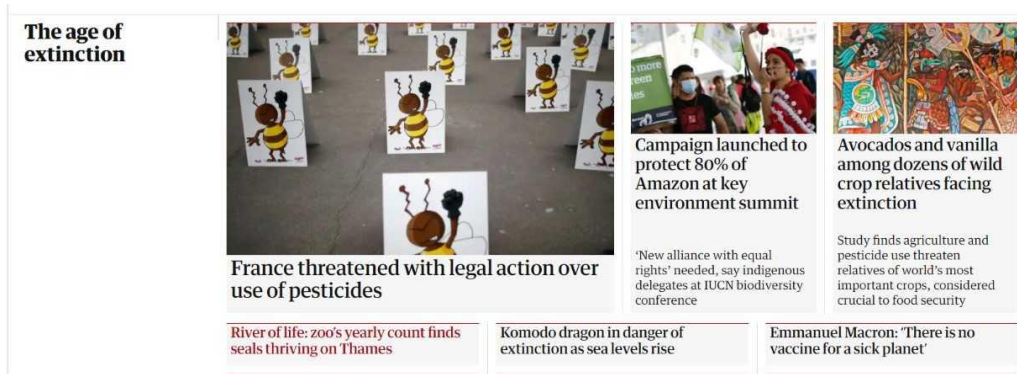 The age of
extinction
o more
reen
les
France threatened with legal action over
use of pesticides
Campaign launched to
protect 80% of
Amazon at key
environment summit
‘New alliance with equal
rights’ needed, say indigenous
delegates at IUCN biodiversity
conference
Avocados and vanilla
among dozens of wild
crop relatives facing
extinction
Study finds agriculture and
pesticide use threaten
relatives of world’s most
important crops, considered
crucial to food security
River of life: zoo’s yearly count finds
seals thriving on Thames
Komodo dragon in danger of
extinction as sea levels rise
Emmanuel Macron: ‘There is no
vaccine for a sick planet’